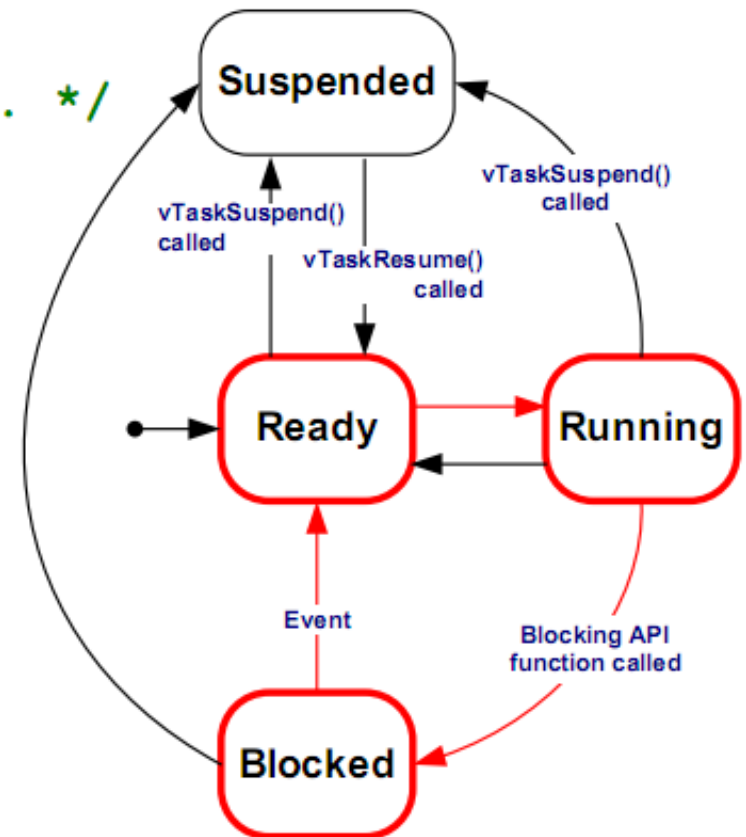 Suspended
. */
vTaskSuspend()
called
vTaskSuspend()
called
vTaskResume()
called
Ready
Running
Event
Blocking API
function called
Blocked